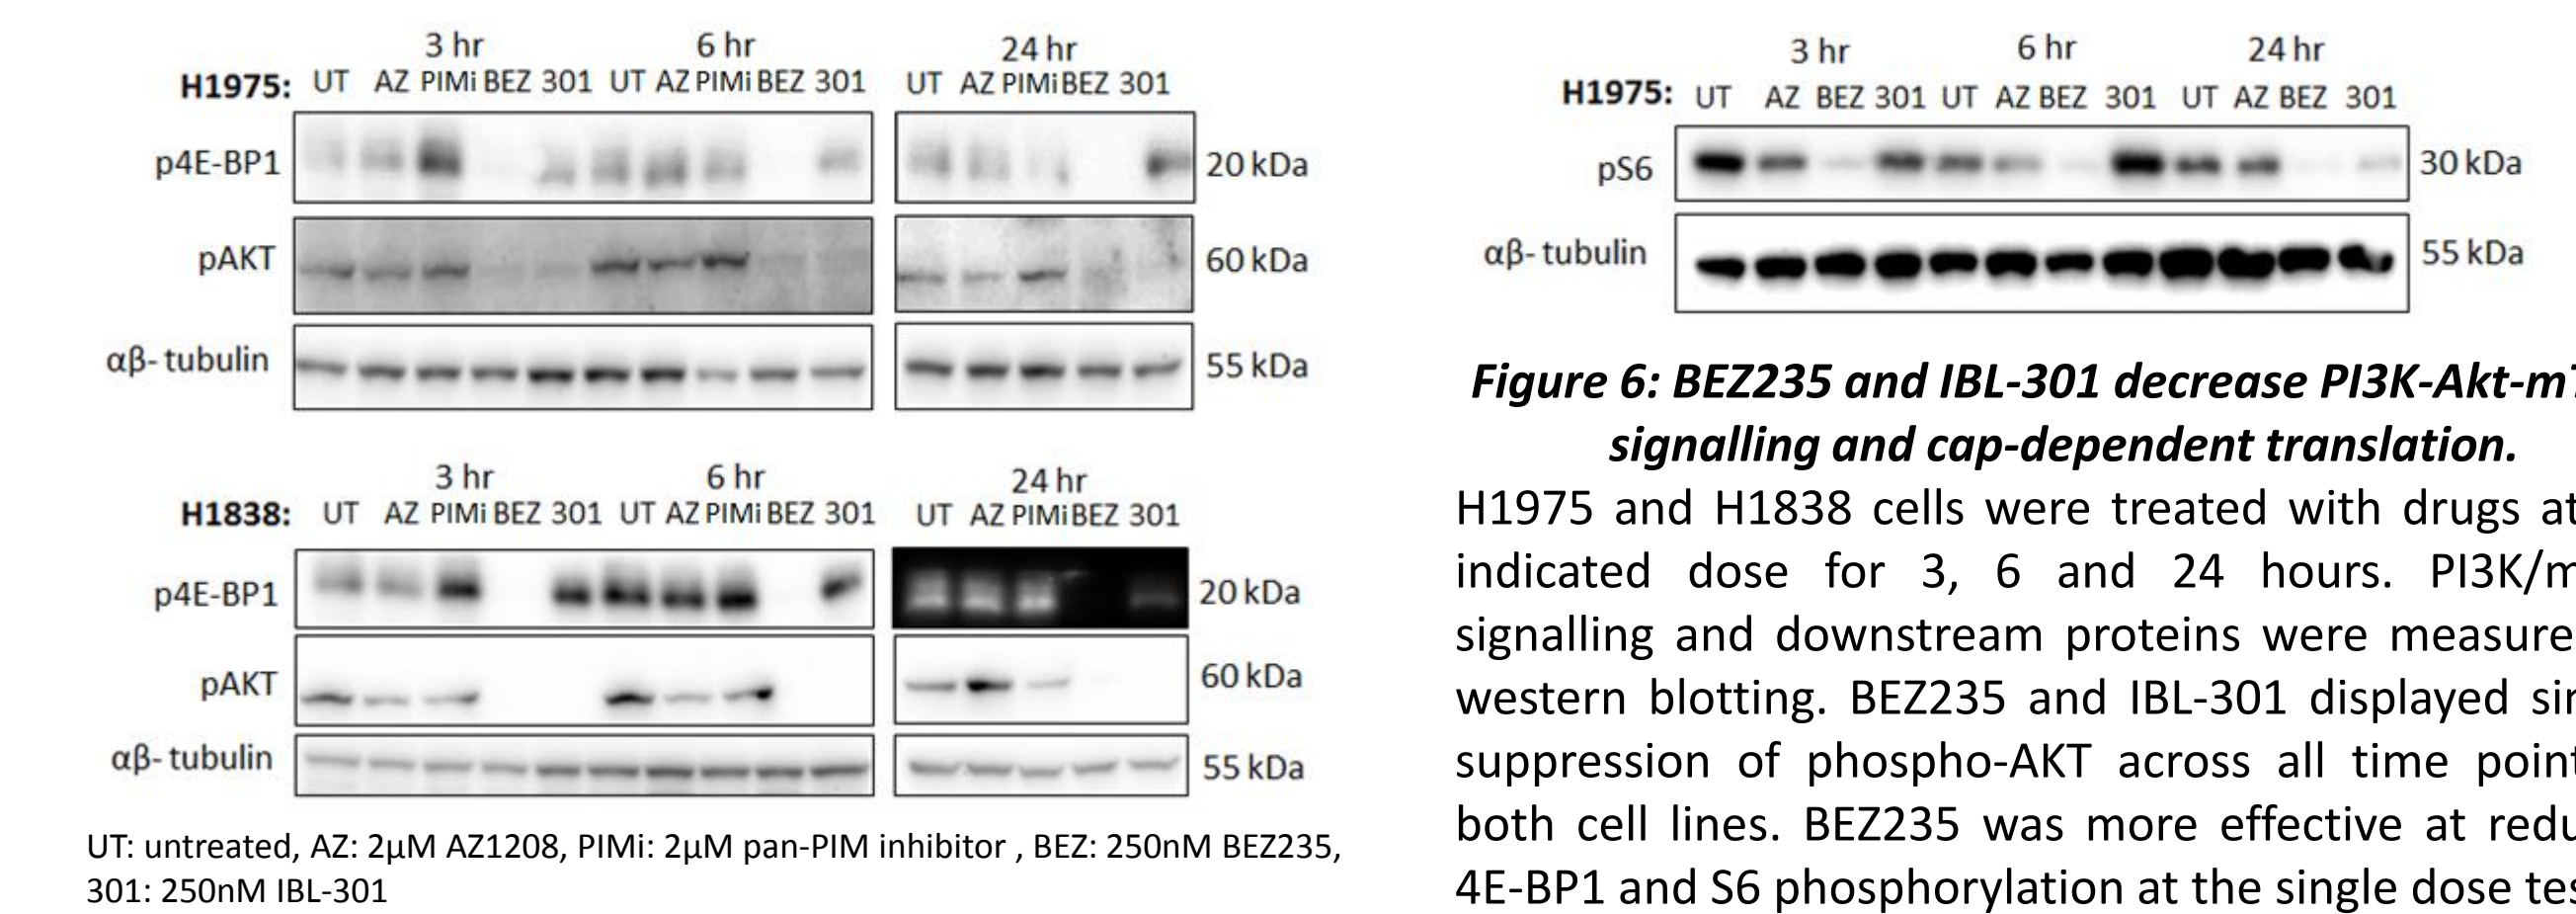 3 hr 6 hr 24 hr
H1975: UT AZ PIMi BEZ 301 UT AZ PIMi BEZ 301 UT AZ PIMi BEZ 301
p4E-BP1 20 kDa
pAKT 60 kDa
αβ- tubulin 55 kDa
3 hr 6 hr 24 hr
H1838: UT AZ PIMi BEZ 301 UT AZ PIMi BEZ 301 UT AZ PIMi BEZ 301
p4E-BP1 20 kDa
pAKT 60 kDa
αβ- tubulin 55 kDa
UT: untreated, AZ: 2μM AZ1208, PIMi: 2μM pan-PIM inhibitor , BEZ: 250nM BEZ235,
301: 250nM IBL-301
3 hr 6 hr 24 hr
H1975: UT AZ BEZ 301 UT AZ BEZ 301 UT AZ BEZ 301
pS6 30 kDa
αβ- tubulin 55 kDa
Figure 6: BEZ235 and IBL-301 decrease PI3K-Akt-m
signalling and cap-dependent translation.
H1975 and H1838 cells were treated with drugs at
indicated dose for 3, 6 and 24 hours. PI3K/m
signalling and downstream proteins were measure
western blotting. BEZ235 and IBL-301 displayed
suppression of phospho-AKT across all time point
both cell lines. BEZ235 was more effective at
4E-BP1 and S6 phosphorylation at the single dose